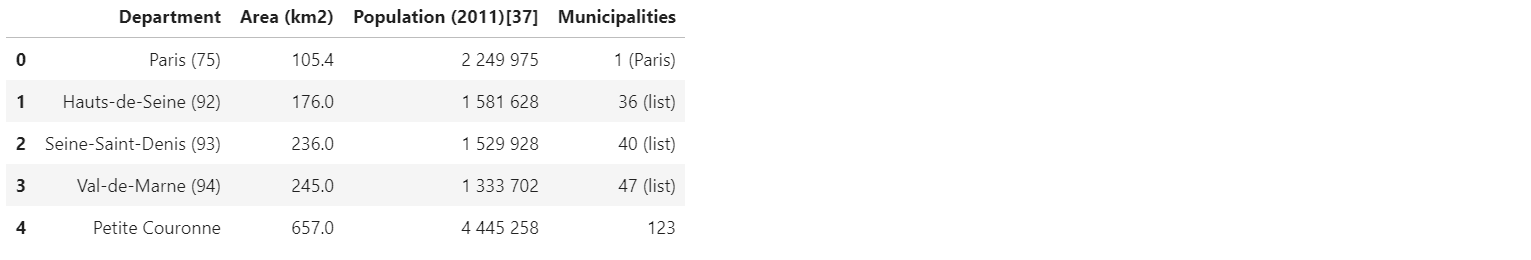 Department Area (km2) Population (2011)[37] Municipalities
0 Paris (75) 105.4 2 249 975 1 (Paris)
1 Hauts-de-Seine (92) 176.0 1 581 628 36 (list)
2 Seine-Saint-Denis (93) 236.0 1 529 928 40 (list)
3 Val-de-Marne (94) 245.0 1 333 702 47 (list)
4 Petite Couronne 657.0 4 445 258 123